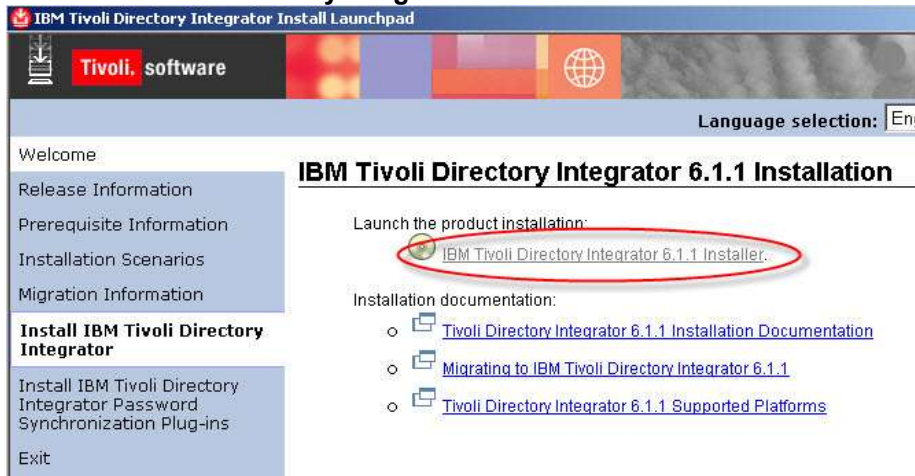 IBM Tivoli Directory Integrator Install Launchpad
Tivoli. software
Language selection:
Welcome
Release Information
Prerequisite Information
Installation Scenarios
Migration Information
Install IBM Tivoli Directory
Integrator
Install IBM Tivoli Directory
Integrator Password
Synchronization Plug-ins
Exit
IBM Tivoli Directory Integrator 6.1.1 Installation
Launch the product installation:
IBM Tivoli Directory Integrator 6.1.1 Installer.
Installation documentation:
Tivoli Directory Integrator 6.1.1 Installation Documentation
Migrating to IBM Tivoli Directory Integrator 6.1.1
Tivoli Directory Integrator 6.1.1 Supported Platforms